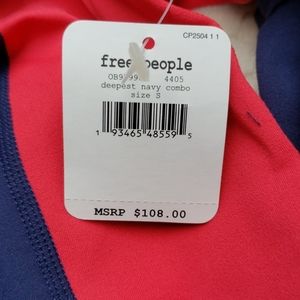 CP2504 1 1
free people
4405
deepest navy combo
size S
1 93465 48559 5
MSRP $108.00